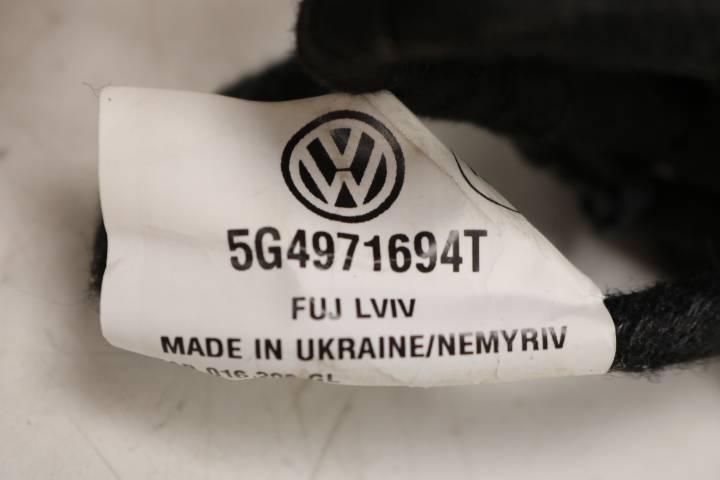 5G4971694T
FUJ LVIV
MADE IN UKRAINE/NEMYRIV